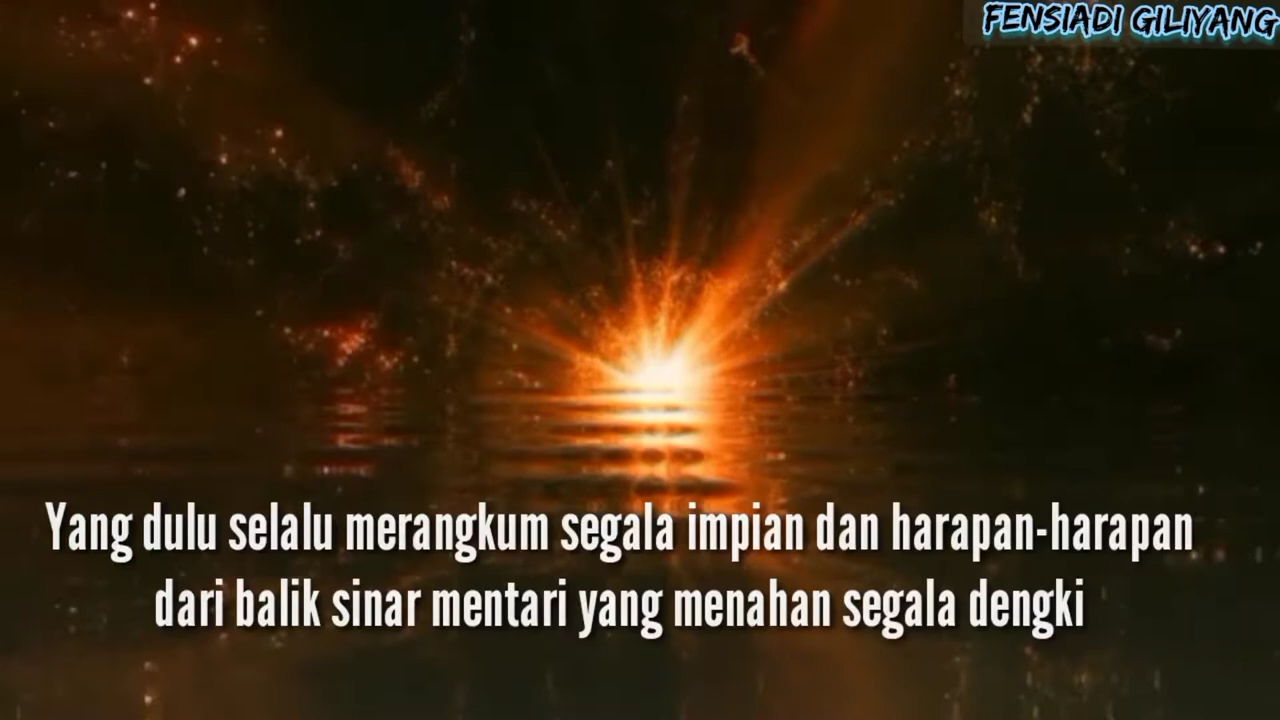 FENSIADI GILIYANG
Yang dulu selalu merangkum segala impian dan harapan-harapan
dari balik sinar mentari yang menahan segala dengki